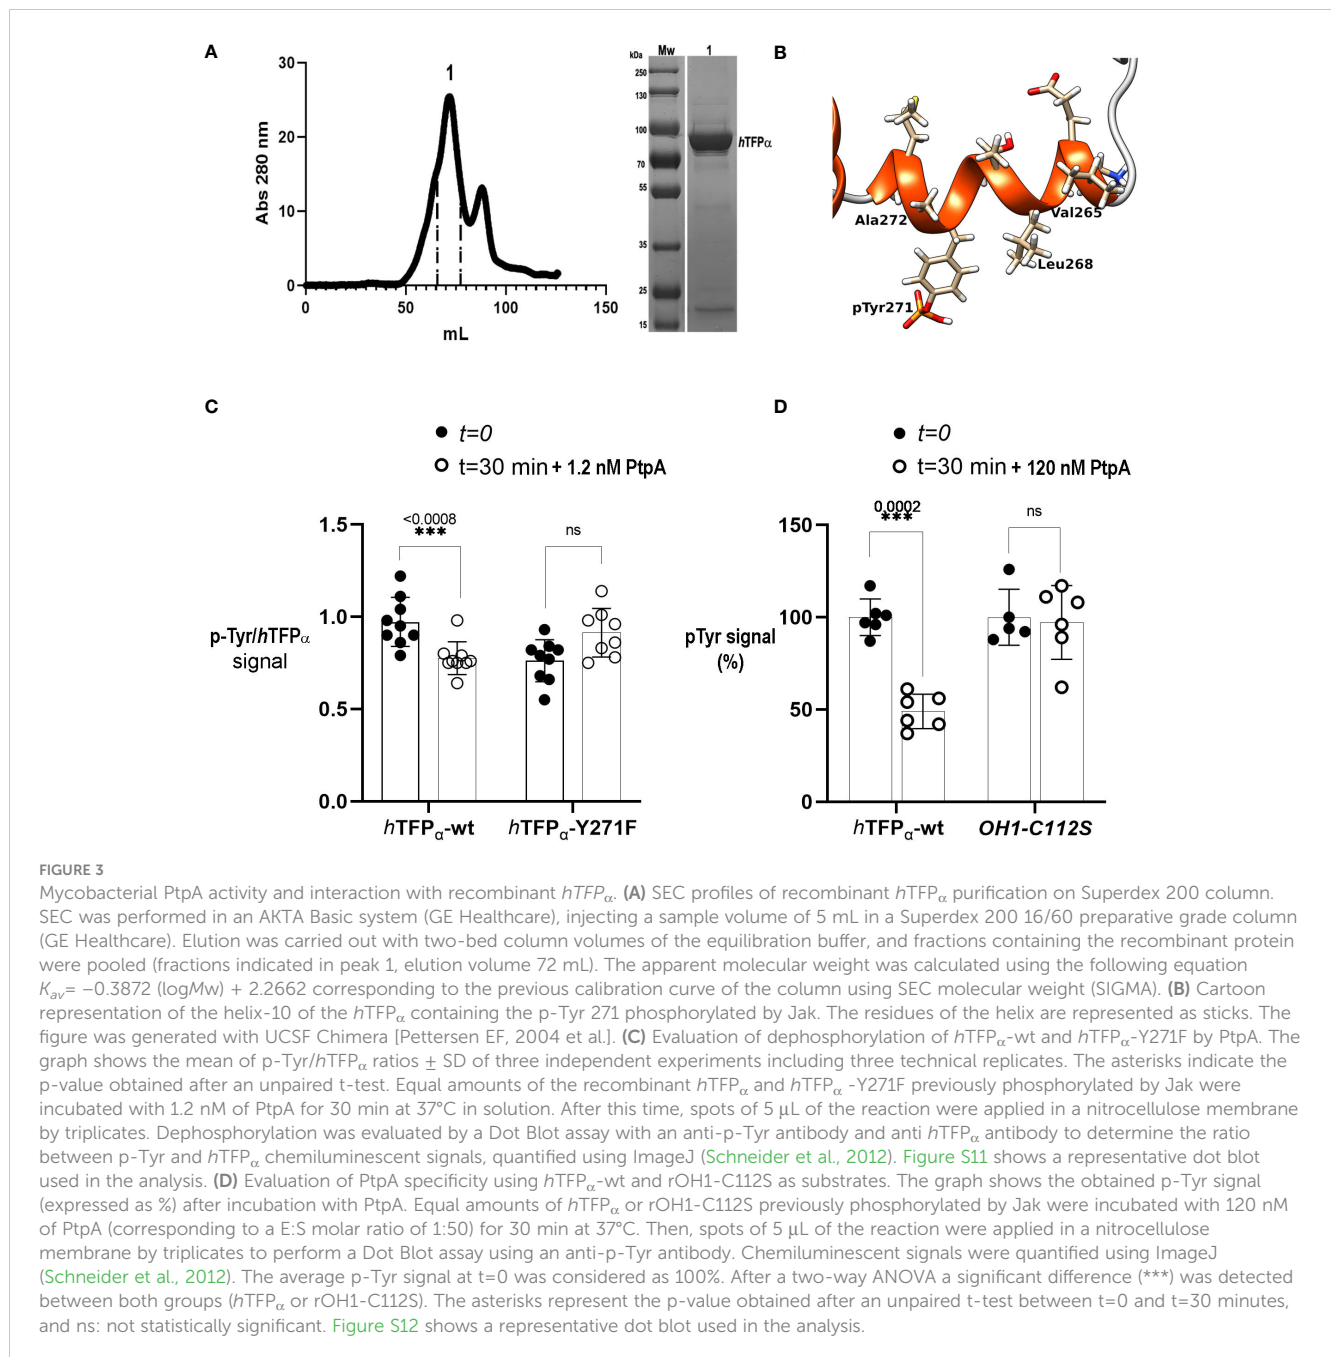 A
B
30
20
10
0
Abs 280 nm
1
0
50
100
150
mL
kDa
Mw
1
250
130
100
70
55
35
25
15
hTFPα
Ala272
Val265
Leu268
pTyr271
C
D
t=0
t=30 min + 1.2 nM PtpA
t=0
t=30 min + 120 nM PtpA
<0.0008
***
ns
1.5
1.0
0.5
0.0
p-Tyr/hTFPα
signal
hTFPα-wt
hTFPα-Y271F
0.0002
***
ns
150
100
50
0
pTyr signal
(%)
hTFPα-wt
OH1-C112S
FIGURE 3
Mycobacterial PtpA activity and interaction with recombinant hTFPα. (A) SEC profiles of recombinant hTFPα purification on Superdex 200 column.
SEC was performed in an AKTA Basic system (GE Healthcare), injecting a sample volume of 5 mL in a Superdex 200 16/60 preparative grade column
(GE Healthcare). Elution was carried out with two-bed column volumes of the equilibration buffer, and fractions containing the recombinant protein
were pooled (fractions indicated in peak 1, elution volume 72 mL). The apparent molecular weight was calculated using the following equation
Kav= −0.3872 (logMw) + 2.2662 corresponding to the previous calibration curve of the column using SEC molecular weight (SIGMA). (B) Cartoon
representation of the helix-10 of the hTFPα containing the p-Tyr 271 phosphorylated by Jak. The residues of the helix are represented as sticks. The
figure was generated with UCSF Chimera [Pettersen EF, 2004 et al.]. (C) Evaluation of dephosphorylation of hTFPα-wt and hTFPα-Y271F by PtpA. The
graph shows the mean of p-Tyr/hTFPα ratios ± SD of three independent experiments including three technical replicates. The asterisks indicate the
p-value obtained after an unpaired t-test. Equal amounts of the recombinant hTFPα and hTFPα -Y271F previously phosphorylated by Jak were
incubated with 1.2 nM of PtpA for 30 min at 37°C in solution. After this time, spots of 5 μL of the reaction were applied in a nitrocellulose membrane
by triplicates. Dephosphorylation was evaluated by a Dot Blot assay with an anti-p-Tyr antibody and anti hTFPα antibody to determine the ratio
between p-Tyr and hTFPα chemiluminescent signals, quantified using ImageJ (Schneider et al., 2012). Figure S11 shows a representative dot blot
used in the analysis. (D) Evaluation of PtpA specificity using hTFPα-wt and rOH1-C112S as substrates. The graph shows the obtained p-Tyr signal
(expressed as %) after incubation with PtpA. Equal amounts of hTFPα or rOH1-C112S previously phosphorylated by Jak were incubated with 120 nM
of PtpA (corresponding to a E:S molar ratio of 1:50) for 30 min at 37°C. Then, spots of 5 μL of the reaction were applied in a nitrocellulose
membrane by triplicates to perform a Dot Blot assay using an anti-p-Tyr antibody. Chemiluminescent signals were quantified using ImageJ
(Schneider et al., 2012). The average p-Tyr signal at t=0 was considered as 100%. After a two-way ANOVA a significant difference (***) was detected
between both groups (hTFPα or rOH1-C112S). The asterisks represent the p-value obtained after an unpaired t-test between t=0 and t=30 minutes,
and ns: not statistically significant. Figure S12 shows a representative dot blot used in the analysis.